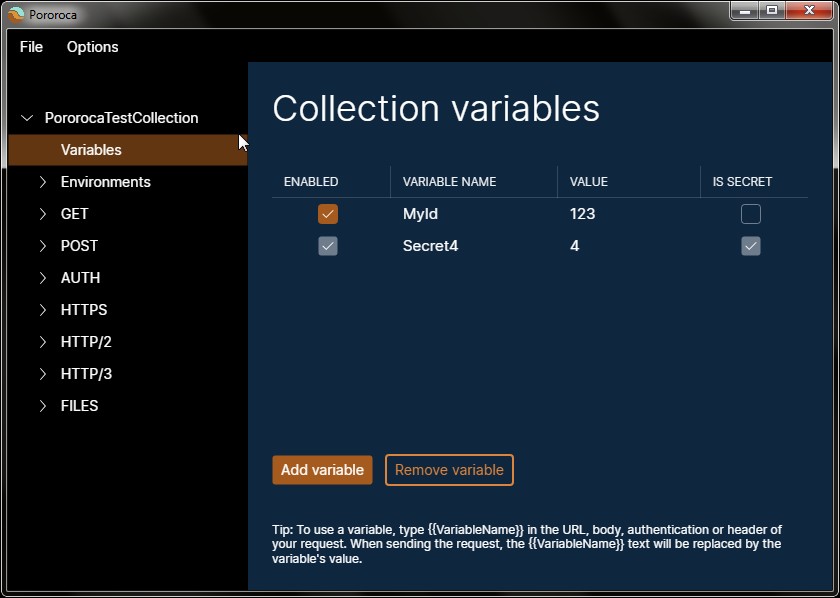 Pororoca
File Options
PororocaTestCollection
Variables
Environments
GET
POST
AUTH
HTTPS
HTTP/2
HTTP/3
FILES
Collection variables
ENABLED VARIABLE NAME VALUE IS SECRET
MyId 123
Secret4 4
Add variable Remove variable
Tip: To use a variable, type {{VariableName}} in the URL, body, authentication or header of
your request. When sending the request, the {{VariableName}} text will be replaced by the
variable's value.